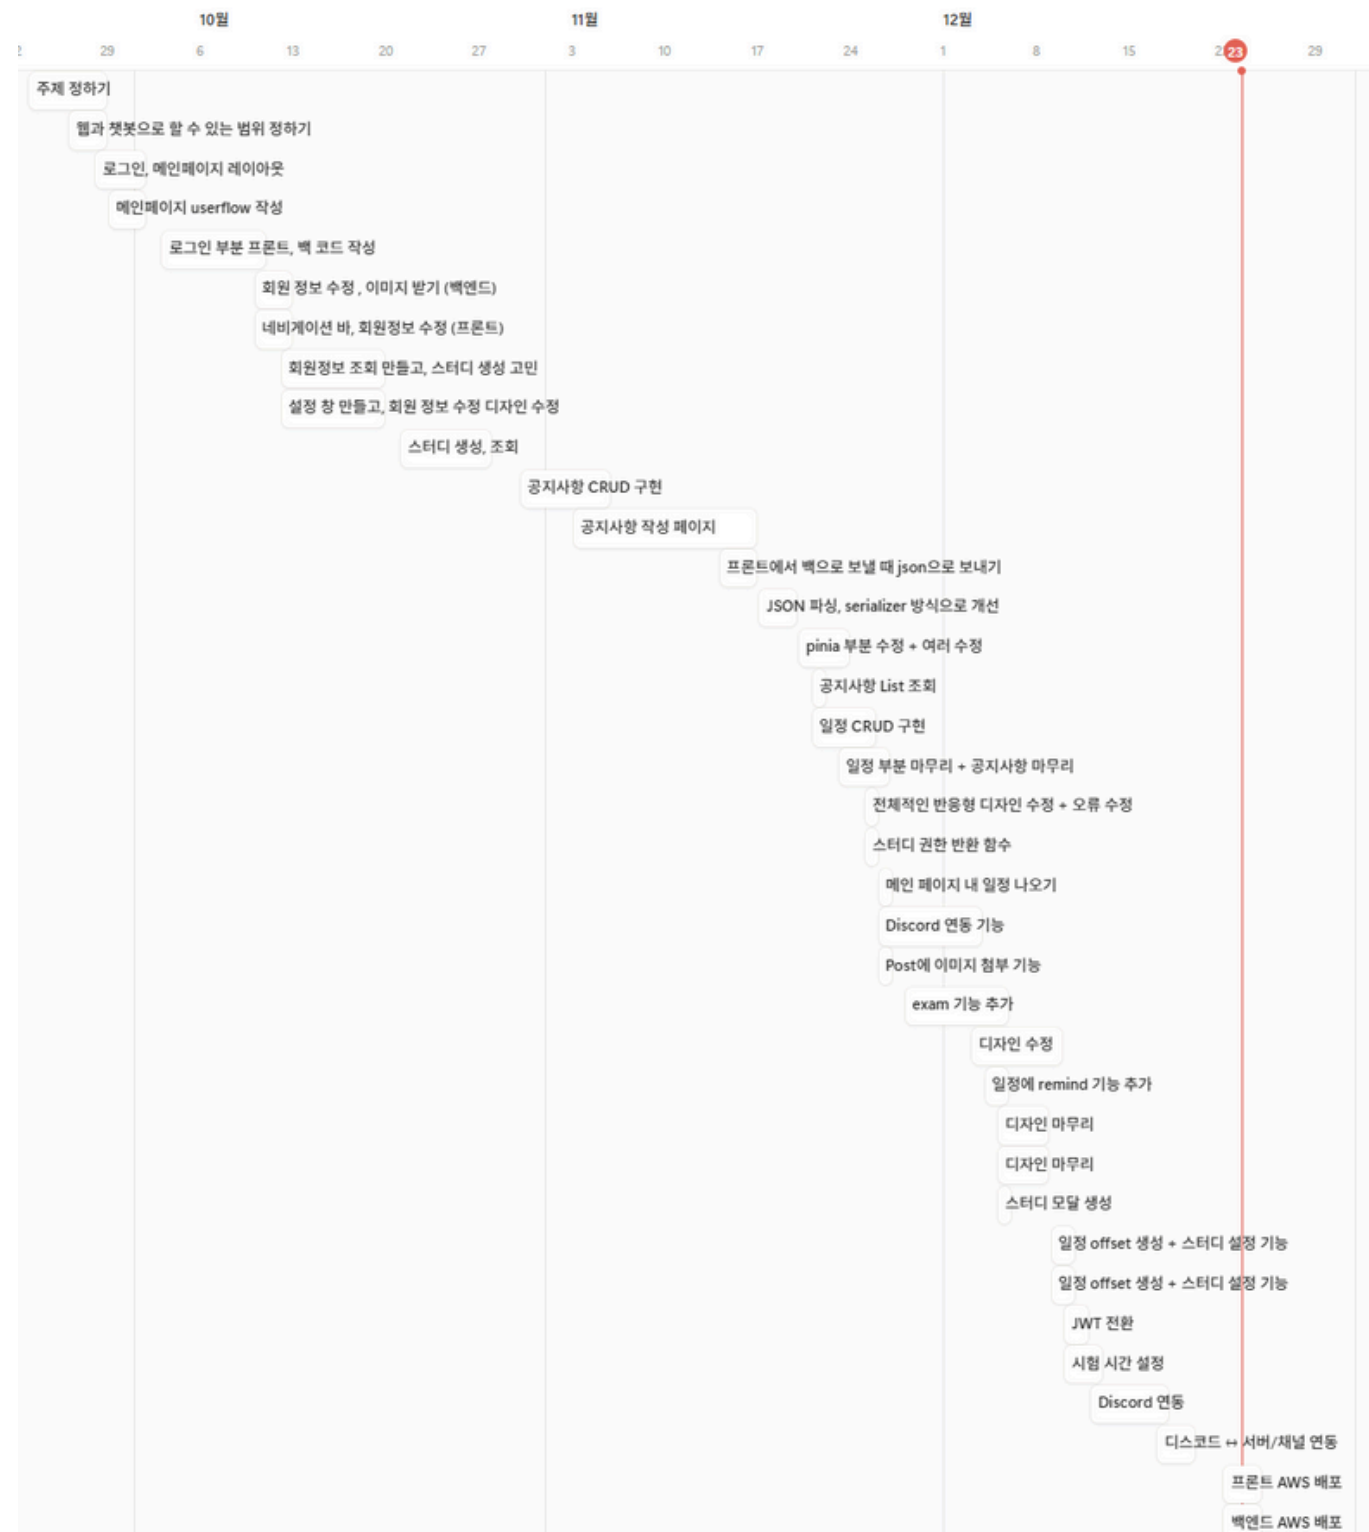 10월 11월 12월
29 6 13 20 27 3 10 17 24 1 8 15 23 29
주제 정하기
웹과 챗봇으로 할 수 있는 범위 정하기
로그인, 메인페이지 레이아웃
메인페이지 userflow 작성
로그인 부분 프론트, 백 코드 작성
회원 정보 수정 , 이미지 받기 (백엔드)
네비게이션 바, 회원정보 수정 (프론트)
회원정보 조회 만들고, 스터디 생성 고민
설정 창 만들고, 회원 정보 수정 디자인 수정
스터디 생성, 조회
공지사항 CRUD 구현
공지사항 작성 페이지
프론트에서 백으로 보낼 때 json으로 보내기
JSON 파싱, serializer 방식으로 개선
pinia 부분 수정 + 여러 수정
공지사항 List 조회
일정 CRUD 구현
일정 부분 마무리 + 공지사항 마무리
전체적인 반응형 디자인 수정 + 오류 수정
스터디 권한 반환 함수
메인 페이지 내 일정 나오기
Discord 연동 기능
Post에 이미지 첨부 기능
exam 기능 추가
디자인 수정
일정에 remind 기능 추가
디자인 마무리
디자인 마무리
스터디 모달 생성
일정 offset 생성 + 스터디 설정 기능
일정 offset 생성 + 스터디 설정 기능
JWT 전환
시험 시간 설정
Discord 연동
디스코드 ↔ 서버/채널 연동
프론트 AWS 배포
백엔드 AWS 배포